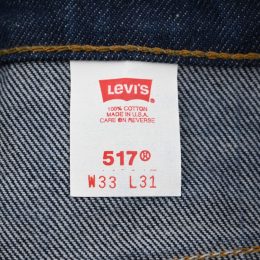 Levi's
100% COTTON
MADE IN U.S.A.
CARE ON REVERSE
517®
W33 L31